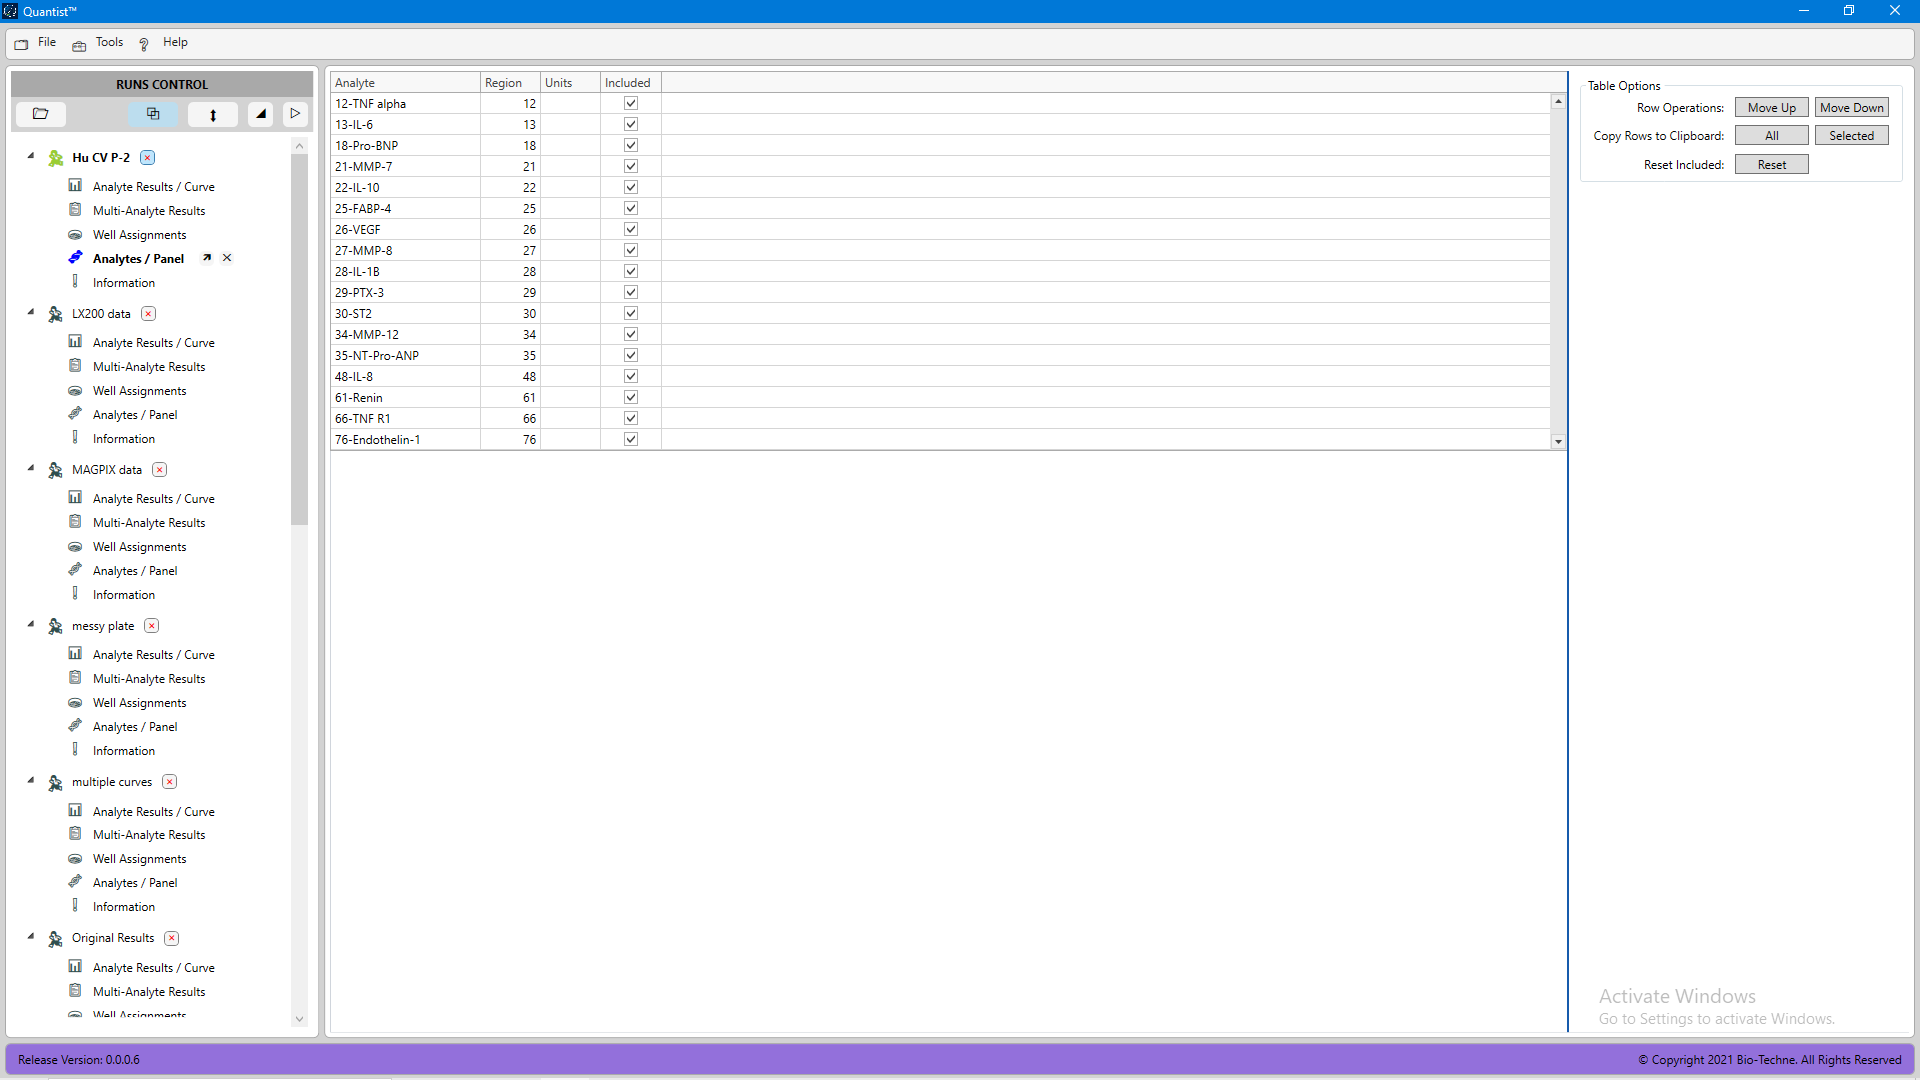 Quantist™
File Tools Help
RUNS CONTROL
Hu CV P-2
Analyte Results / Curve
Multi-Analyte Results
Well Assignments
Analytes / Panel
Information
LX200 data
Analyte Results / Curve
Multi-Analyte Results
Well Assignments
Analytes / Panel
Information
MAGPIX data
Analyte Results / Curve
Multi-Analyte Results
Well Assignments
Analytes / Panel
Information
messy plate
Analyte Results / Curve
Multi-Analyte Results
Well Assignments
Analytes / Panel
Information
multiple curves
Analyte Results / Curve
Multi-Analyte Results
Well Assignments
Analytes / Panel
Information
Original Results
Analyte Results / Curve
Multi-Analyte Results
Well Assignments
Analyte Region Units Included
12-TNF alpha 12
13-IL-6 13
18-Pro-BNP 18
21-MMP-7 21
22-IL-10 22
25-FABP-4 25
26-VEGF 26
27-MMP-8 27
28-IL-1B 28
29-PTX-3 29
30-ST2 30
34-MMP-12 34
35-NT-Pro-ANP 35
48-IL-8 48
61-Renin 61
66-TNF R1 66
76-Endothelin-1 76
Table Options
Row Operations: Move Up Move Down
Copy Rows to Clipboard: All Selected
Reset Included: Reset
Activate Windows
Go to Settings to activate Windows.
Release Version: 0.0.0.6
© Copyright 2021 Bio-Techne. All Rights Reserved